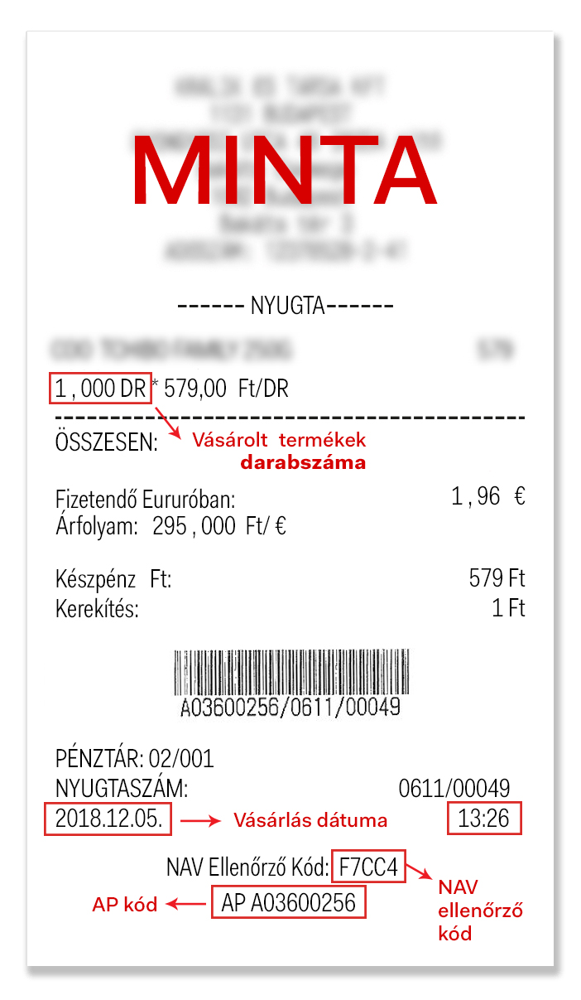 MINTA
------ NYUGTA------
1 , 000 DR * 579,00 Ft/DR
ÖSSZESEN:
Vásárolt termékek
darabszáma
Fizetendő Eururóban: 1 , 96 €
Árfolyam: 295 , 000 Ft/ €
Készpénz Ft: 579 Ft
Kerekítés: 1 Ft
A03600256/0611/00049
PÉNZTÁR: 02/001
NYUGTASZÁM: 0611/00049
2018.12.05. Vásárlás dátuma 13:26
NAV Ellenőrző Kód: F7CC4
AP kód AP A03600256
NAV
ellenőrző
kód